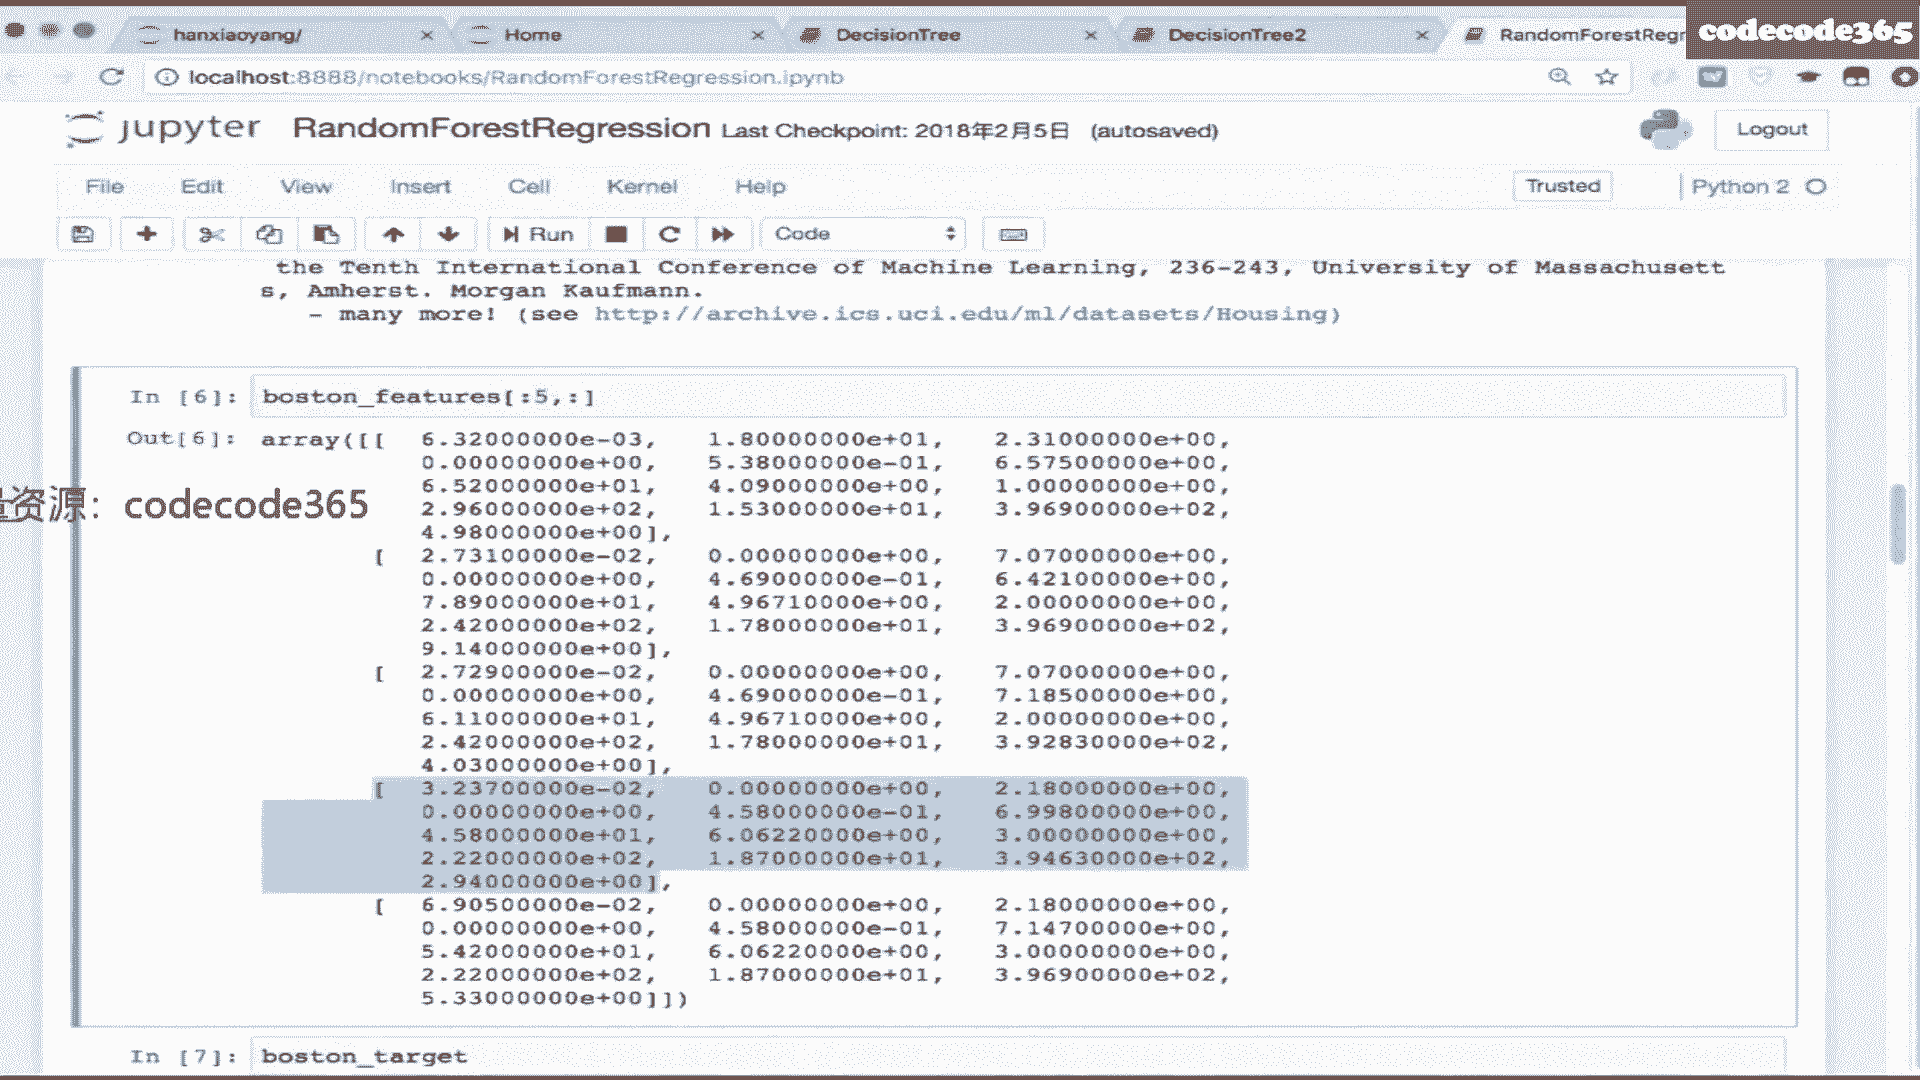 hanxiaoyang/ Home DecisionTree DecisionTree2 RandomForestRegr
codecode365
localhost:8888/notebooks/RandomForestRegression.ipynb
jupyter RandomForestRegression Last Checkpoint: 2018年2月5日 (autosaved)
Logout
File Edit View Insert Cell Kernel Help
Trusted Python 2
Run Code
the Tenth International Conference of Machine Learning, 236-243, University of Massachusett
s, Amherst. Morgan Kaufmann.
- many more! (see http://archive.ics.uci.edu/ml/datasets/Housing)
In [6]: boston_features[:5,:]
Out[6]: array([[ 6.32000000e-03, 1.80000000e+01, 2.31000000e+00,
0.00000000e+00, 5.38000000e-01, 6.57500000e+00,
6.52000000e+01, 4.09000000e+00, 1.00000000e+00,
资源：codecode365
2.96000000e+02, 1.53000000e+01, 3.96900000e+02,
4.98000000e+00],
[ 2.73100000e-02, 0.00000000e+00, 7.07000000e+00,
0.00000000e+00, 4.69000000e-01, 6.42100000e+00,
7.89000000e+01, 4.96710000e+00, 2.00000000e+00,
2.42000000e+02, 1.78000000e+01, 3.96900000e+02,
9.14000000e+00],
[ 2.72900000e-02, 0.00000000e+00, 7.07000000e+00,
0.00000000e+00, 4.69000000e-01, 7.18500000e+00,
6.11000000e+01, 4.96710000e+00, 2.00000000e+00,
2.42000000e+02, 1.78000000e+01, 3.92830000e+02,
4.03000000e+00],
[ 3.23700000e-02, 0.00000000e+00, 2.18000000e+00,
0.00000000e+00, 4.58000000e-01, 6.99800000e+00,
4.58000000e+01, 6.06220000e+00, 3.00000000e+00,
2.22000000e+02, 1.87000000e+01, 3.94630000e+02,
2.94000000e+00],
[ 6.90500000e-02, 0.00000000e+00, 2.18000000e+00,
0.00000000e+00, 4.58000000e-01, 7.14700000e+00,
5.42000000e+01, 6.06220000e+00, 3.00000000e+00,
2.22000000e+02, 1.87000000e+01, 3.96900000e+02,
5.33000000e+00]])
In [7]: boston_target